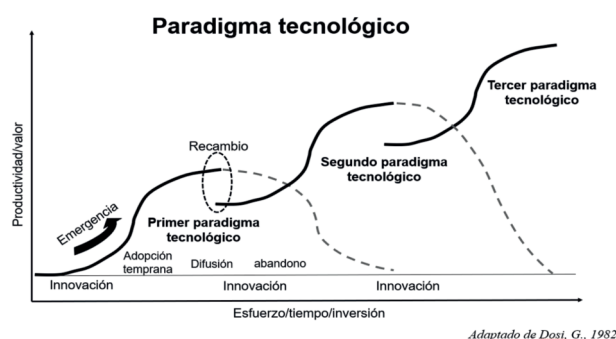 Paradigma tecnológico
Productividad/valor
Tercer paradigma
tecnológico
Recambio
Segundo paradigma
tecnológico
Emergencia
Primer paradigma
tecnológico
Adopción
temprana
Difusión
abandono
Innovación
Innovación
Innovación
Esfuerzo/tiempo/inversión
Adaptado de Dosi, G., 1982